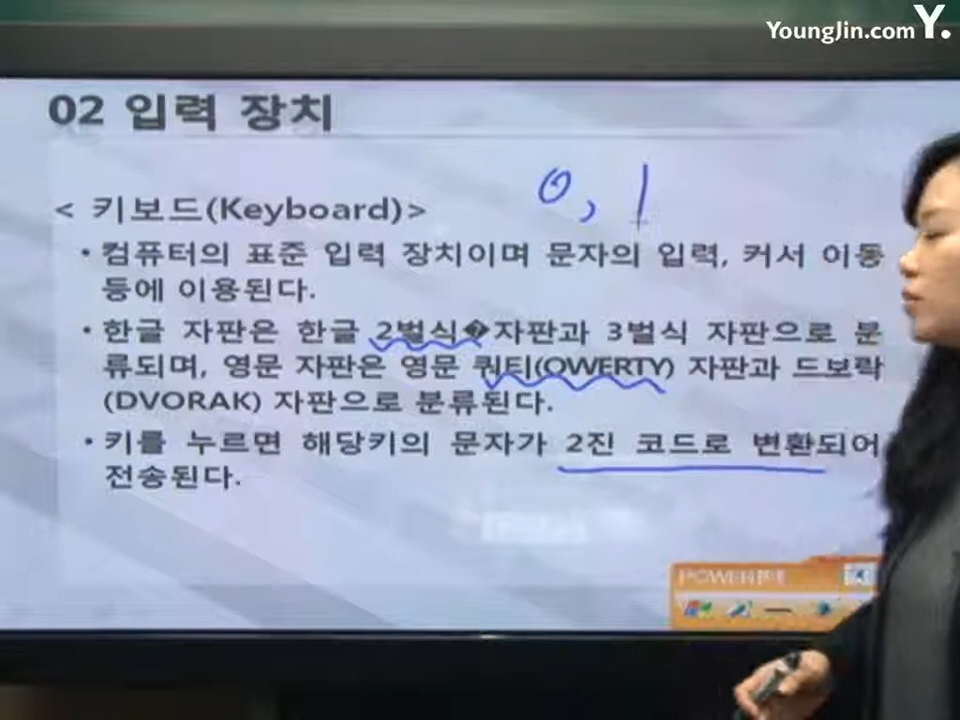 YoungJin.com Y.
02 입력 장치
0, 1
< 키보드(Keyboard)>
• 컴퓨터의 표준 입력 장치이며 문자의 입력, 커서 이동
등에 이용된다.
• 한글 자판은 한글 2벌식�자판과 3벌식 자판으로 분
류되며, 영문 자판은 영문 쿼티(QWERTY) 자판과 드보락
(DVORAK) 자판으로 분류된다.
• 키를 누르면 해당키의 문자가 2진 코드로 변환되어
전송된다.